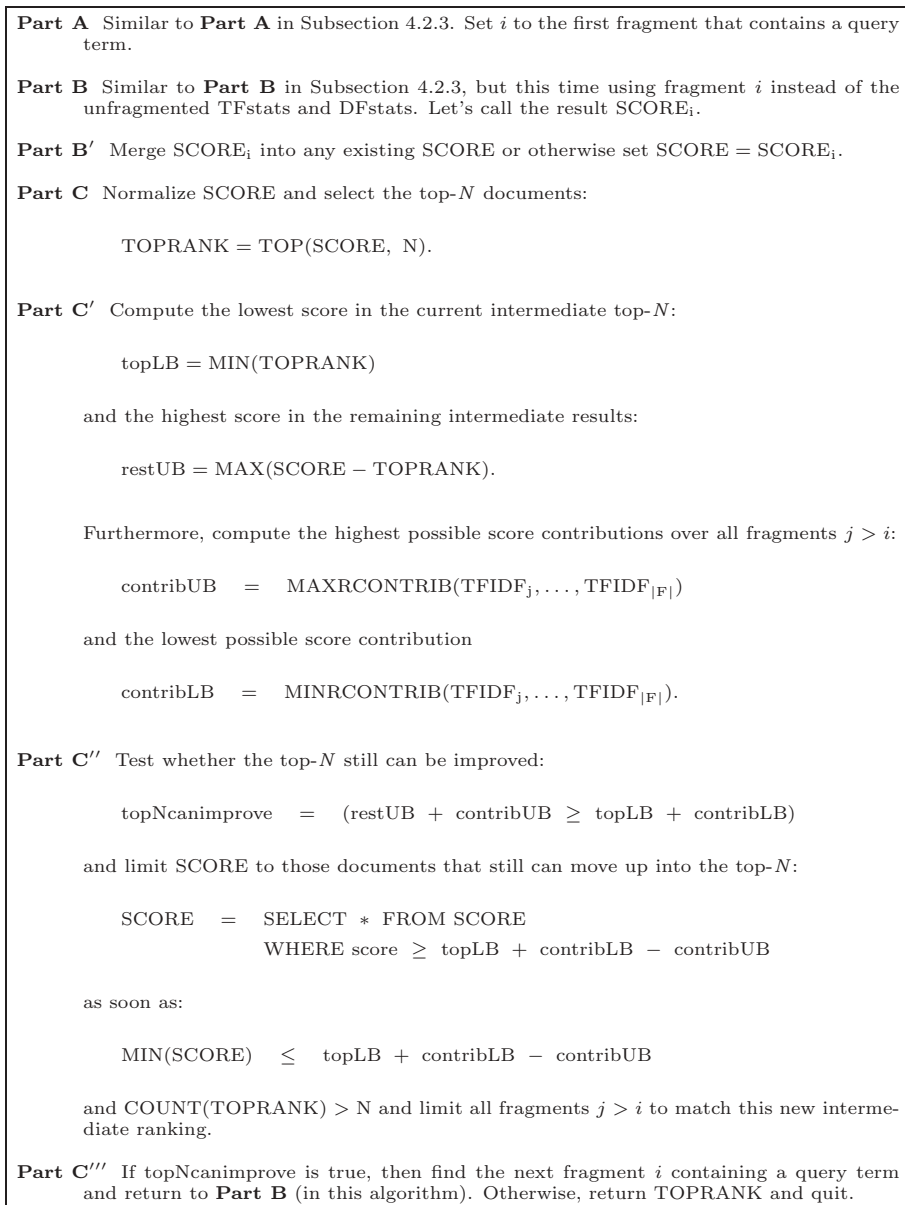 Part A Similar to Part A in Subsection 4.2.3. Set i to the first fragment that contains a query
term.
Part B Similar to Part B in Subsection 4.2.3, but this time using fragment i instead of the
unfragmented TFstats and DFstats. Let's call the result SCOREᵢ.
Part B′ Merge SCOREᵢ into any existing SCORE or otherwise set SCORE = SCOREᵢ.
Part C Normalize SCORE and select the top-N documents:
TOPRANK = TOP(SCORE, N).
Part C′ Compute the lowest score in the current intermediate top-N:
topLB = MIN(TOPRANK)
and the highest score in the remaining intermediate results:
restUB = MAX(SCORE − TOPRANK).
Furthermore, compute the highest possible score contributions over all fragments j > i:
contribUB = MAXRCONTRIB(TFIDFⱼ, . . . , TFIDF|F|)
and the lowest possible score contribution
contribLB = MINRCONTRIB(TFIDFⱼ, . . . , TFIDF|F|).
Part C′′ Test whether the top-N still can be improved:
topNcanimprove = (restUB + contribUB ≥ topLB + contribLB)
and limit SCORE to those documents that still can move up into the top-N:
SCORE = SELECT ∗ FROM SCORE
WHERE score ≥ topLB + contribLB − contribUB
as soon as:
MIN(SCORE) ≤ topLB + contribLB − contribUB
and COUNT(TOPRANK) > N and limit all fragments j > i to match this new interme-
diate ranking.
Part C′′′ If topNcanimprove is true, then find the next fragment i containing a query term
and return to Part B (in this algorithm). Otherwise, return TOPRANK and quit.